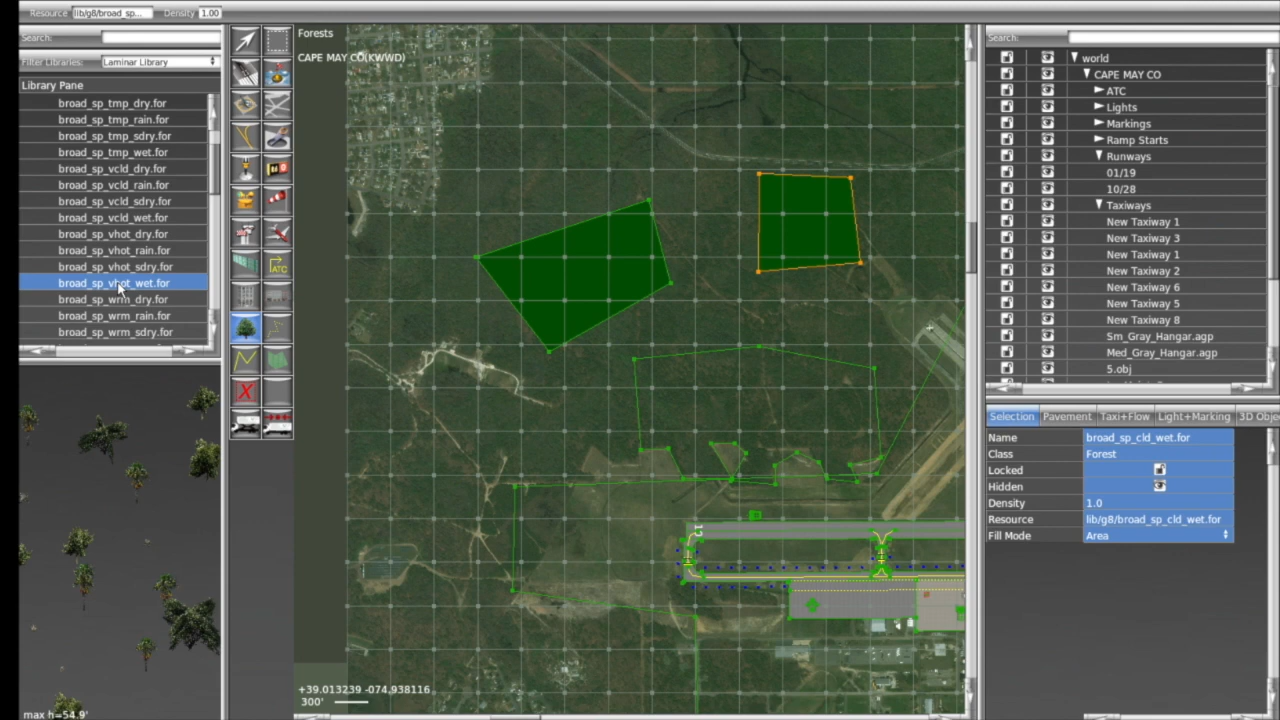 Resource lib/g8/broad_sp... Density 1.00
Search:
Filter Libraries: Laminar Library
Library Pane
broad_sp_tmp_dry.for
broad_sp_tmp_rain.for
broad_sp_tmp_sdry.for
broad_sp_tmp_wet.for
broad_sp_vcld_dry.for
broad_sp_vcld_rain.for
broad_sp_vcld_sdry.for
broad_sp_vcld_wet.for
broad_sp_vhot_dry.for
broad_sp_vhot_rain.for
broad_sp_vhot_sdry.for
broad_sp_vhot_wet.for
broad_sp_wrm_dry.for
broad_sp_wrm_rain.for
broad_sp_wrm_sdry.for
max h=54.9'
ATC
Forests
CAPE MAY CO(KWWD)
+39.013239 -074.938116
300'
Search:
world
CAPE MAY CO
ATC
Lights
Markings
Ramp Starts
Runways
01/19
10/28
Taxiways
New Taxiway 1
New Taxiway 3
New Taxiway 1
New Taxiway 2
New Taxiway 6
New Taxiway 5
New Taxiway 8
Sm_Gray_Hangar.agp
Med_Gray_Hangar.agp
5.obj
Selection Pavement Taxi+Flow Light+Marking 3D Obje
Name broad_sp_cld_wet.for
Class Forest
Locked
Hidden
Density 1.0
Resource lib/g8/broad_sp_cld_wet.for
Fill Mode Area